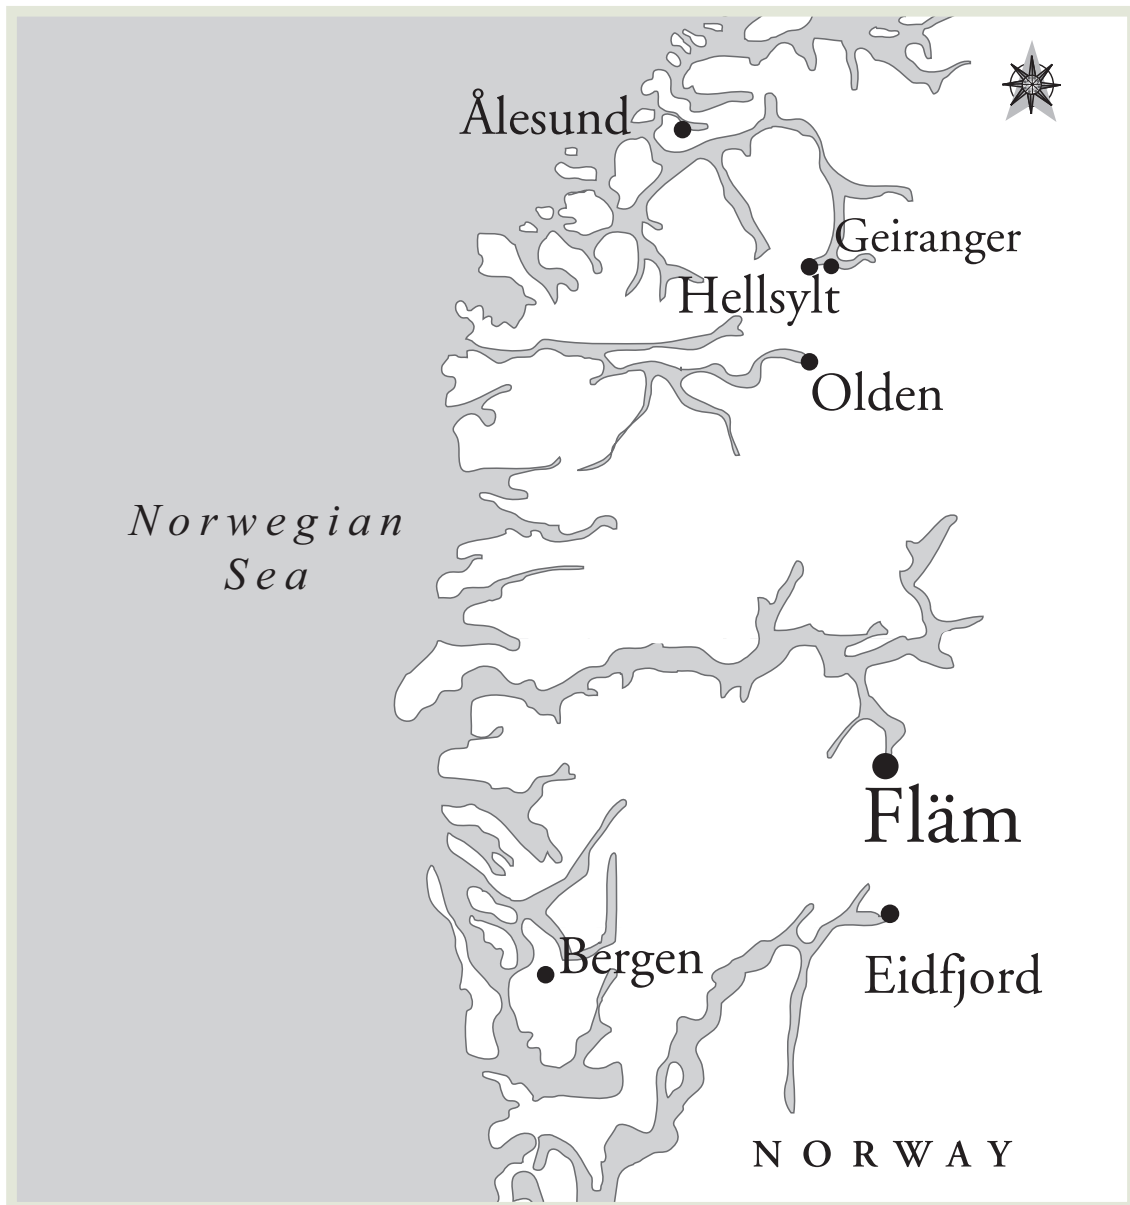 Ålesund
Geiranger
Hellsylt
Olden
Norwegian
Sea
Fläm
Bergen
Eidfjord
NORWAY